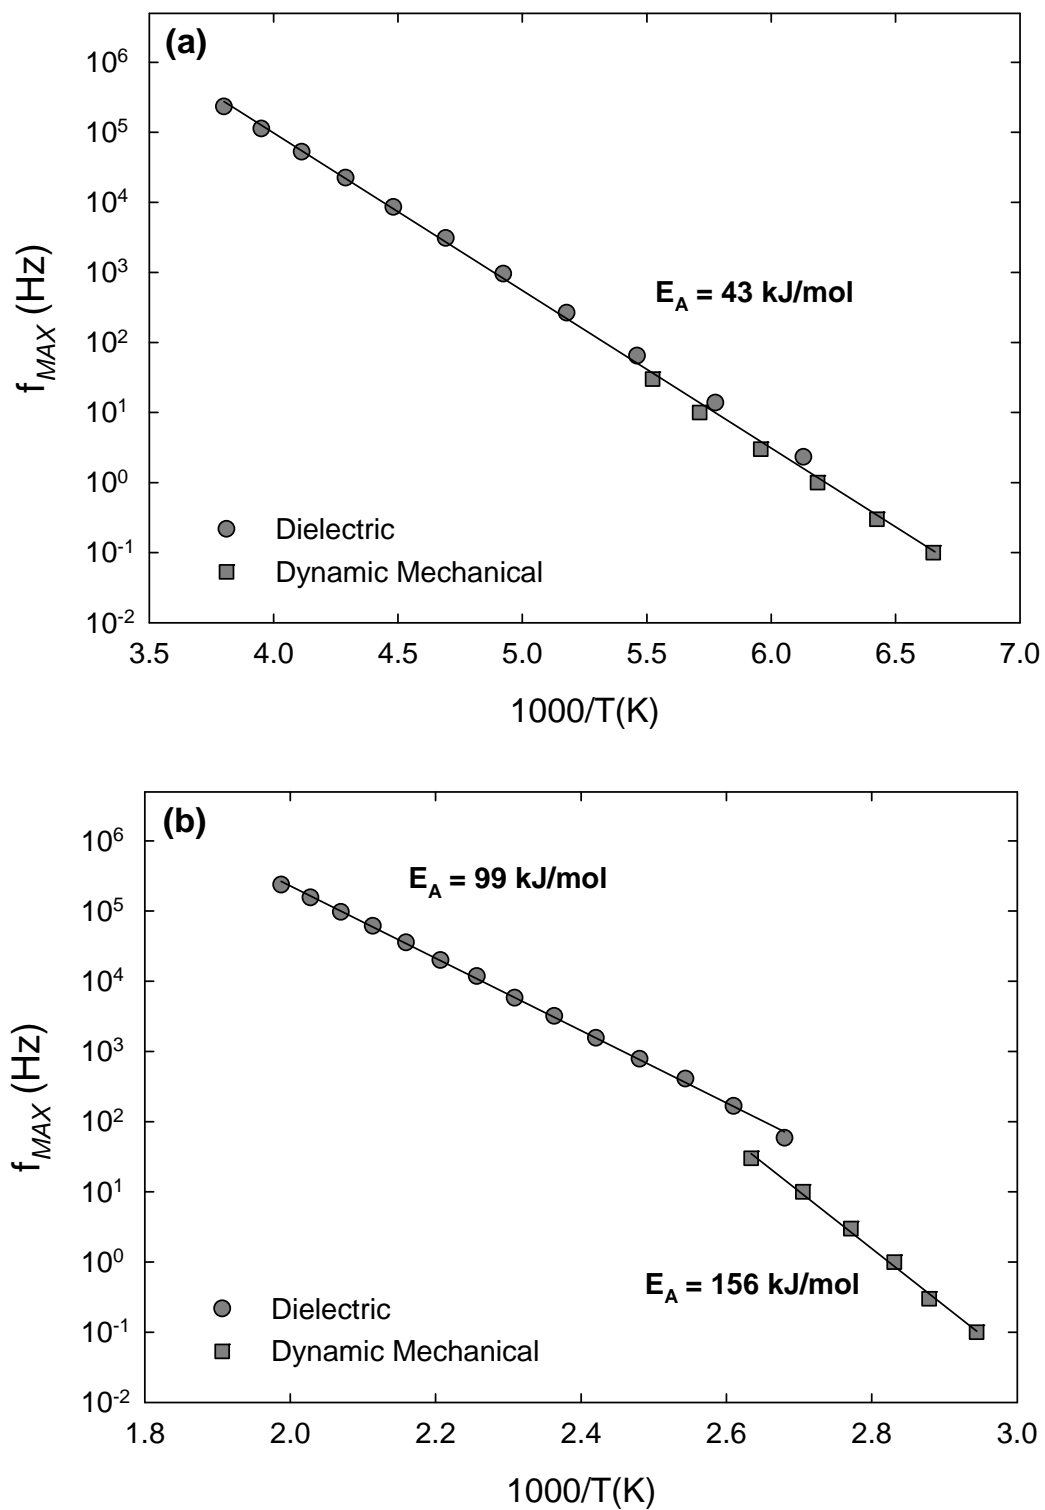 (a)
10^6
10^5
10^4
10^3
10^2
10^1
10^0
10^-1
10^-2
f_MAX (Hz)
E_A = 43 kJ/mol
Dielectric
Dynamic Mechanical
3.5 4.0 4.5 5.0 5.5 6.0 6.5 7.0
1000/T(K)
(b)
10^6
10^5
10^4
10^3
10^2
10^1
10^0
10^-1
10^-2
f_MAX (Hz)
E_A = 99 kJ/mol
E_A = 156 kJ/mol
Dielectric
Dynamic Mechanical
1.8 2.0 2.2 2.4 2.6 2.8 3.0
1000/T(K)